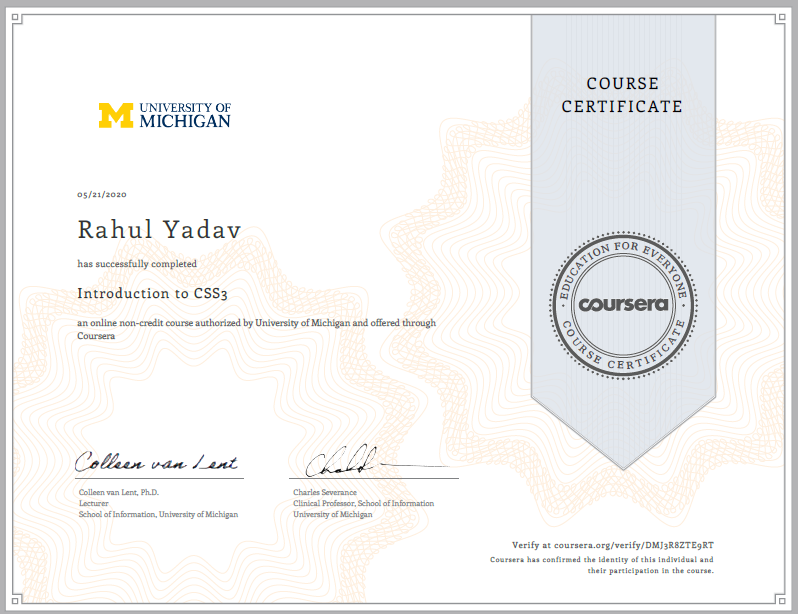 COURSE
CERTIFICATE
M UNIVERSITY OF
MICHIGAN
05/21/2020
Rahul Yadav
has successfully completed
Introduction to CSS3
an online non-credit course authorized by University of Michigan and offered through
Coursera
EDUCATION FOR EVERYONE
coursera
COURSE CERTIFICATE
Colleen van Lent
Colleen van Lent, Ph.D.
Lecturer
School of Information, University of Michigan
Charles Severance
Clinical Professor, School of Information
University of Michigan
Verify at coursera.org/verify/DMJ3R8ZTE9RT
Coursera has confirmed the identity of this individual and
their participation in the course.